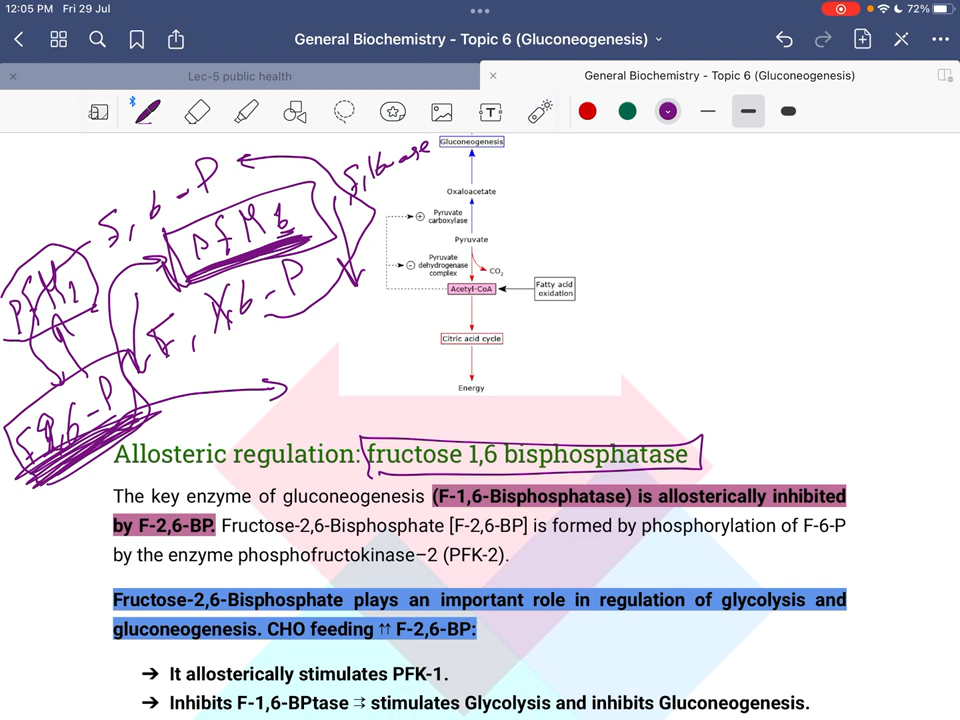 12:05 PM Fri 29 Jul
72%
General Biochemistry - Topic 6 (Gluconeogenesis)
Lec-5 public health
General Biochemistry - Topic 6 (Gluconeogenesis)
Gluconeogenesis
Oxaloacetate
+ Pyruvate
carboxylase
Pyruvate
Pyruvate
− dehydrogenase
complex
CO2
Acetyl-CoA
Fatty acid
oxidation
Citric acid cycle
Energy
F, 6-P
Allosteric regulation: fructose 1,6 bisphosphatase
The key enzyme of gluconeogenesis (F-1,6-Bisphosphatase) is allosterically inhibited
by F-2,6-BP. Fructose-2,6-Bisphosphate [F-2,6-BP] is formed by phosphorylation of F-6-P
by the enzyme phosphofructokinase–2 (PFK-2).
Fructose-2,6-Bisphosphate plays an important role in regulation of glycolysis and
gluconeogenesis. CHO feeding ⇈ F-2,6-BP:
➔ It allosterically stimulates PFK-1.
➔ Inhibits F-1,6-BPtase ⇉ stimulates Glycolysis and inhibits Gluconeogenesis.